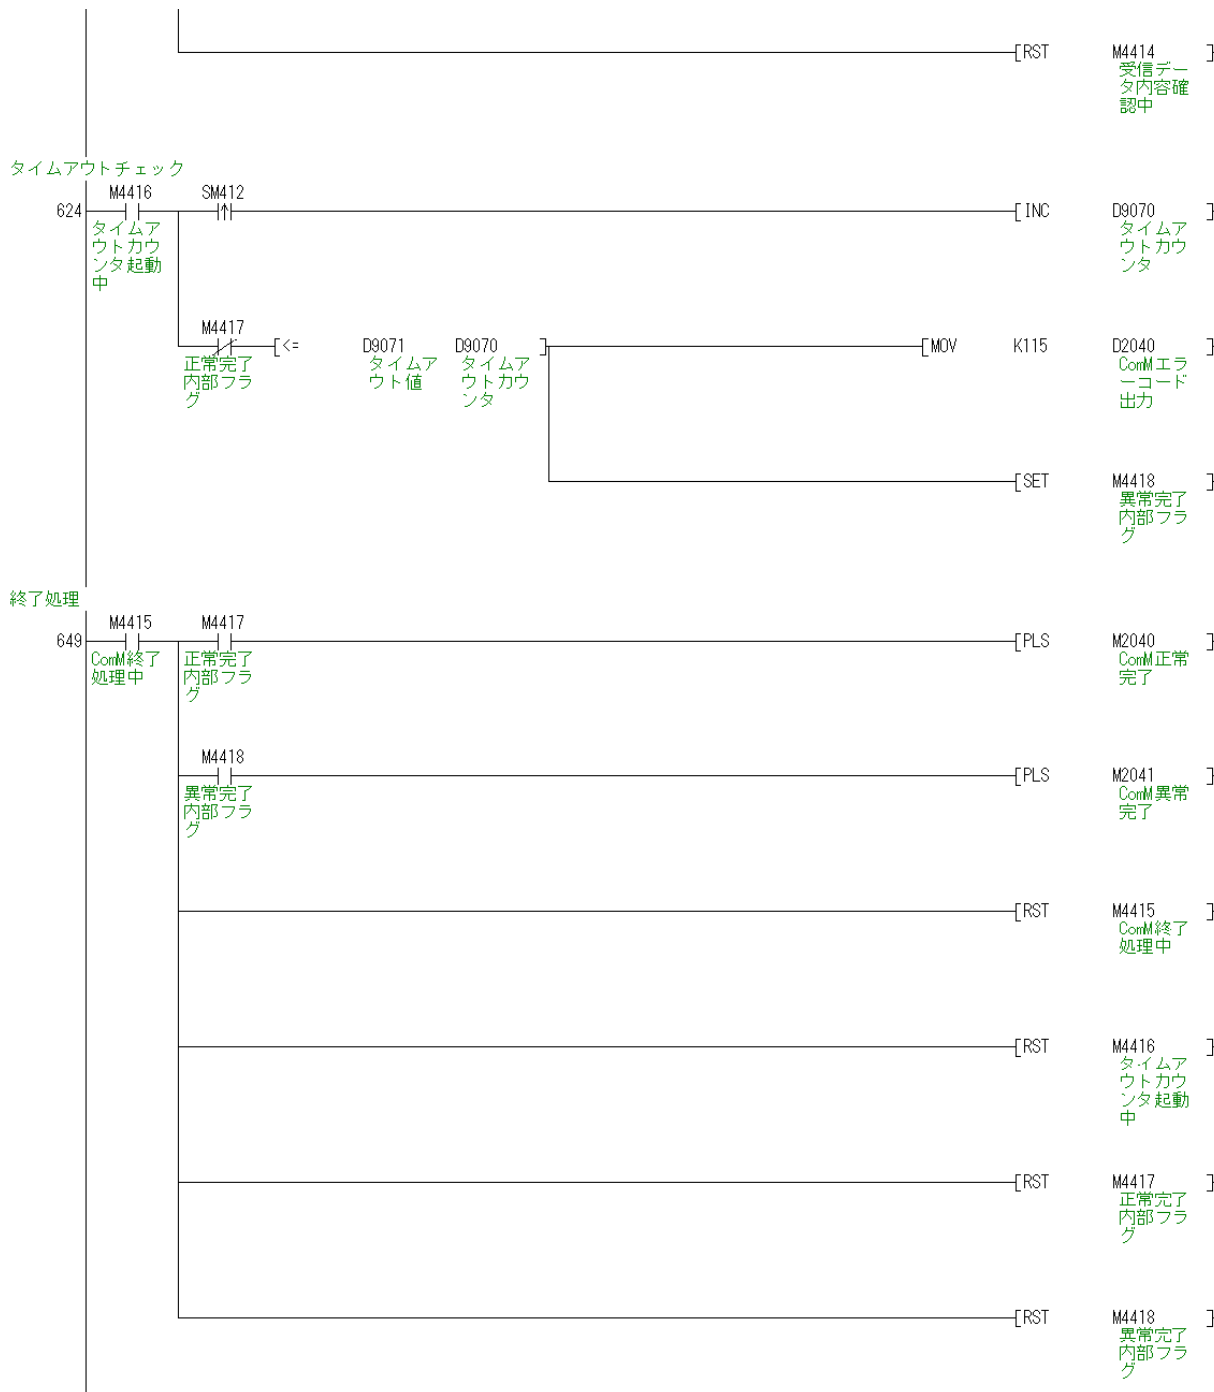 [RST M4414 ]
受信デー
タ内容確
認中
タイムアウトチェック
M4416 SM412
624 [INC D9070 ]
タイムア
ウトカウ
ンタ起動
中
タイムア
ウトカウ
ンタ
M4417
[<= D9071 D9070 ] [MOV K115 D2040 ]
正常完了
内部フラ
グ
タイムア
ウト値
タイムア
ウトカウ
ンタ
ComMエラ
ーコード
出力
[SET M4418 ]
異常完了
内部フラ
グ
終了処理
M4415 M4417
649 [PLS M2040 ]
ComM終了
処理中
正常完了
内部フラ
グ
ComM正常
完了
M4418
[PLS M2041 ]
異常完了
内部フラ
グ
ComM異常
完了
[RST M4415 ]
ComM終了
処理中
[RST M4416 ]
タイムア
ウトカウ
ンタ起動
中
[RST M4417 ]
正常完了
内部フラ
グ
[RST M4418 ]
異常完了
内部フラ
グ